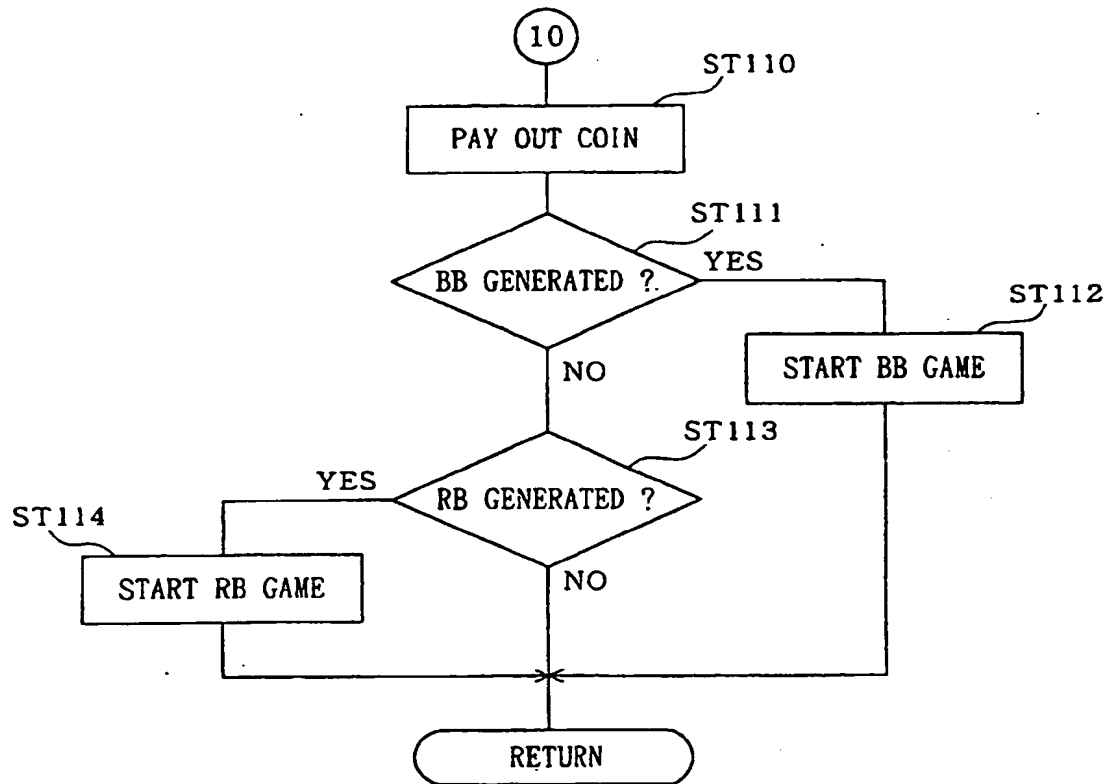 10
ST110
PAY OUT COIN
ST111
BB GENERATED ?
YES
ST112
START BB GAME
NO
ST113
YES
RB GENERATED ?
ST114
START RB GAME
NO
RETURN